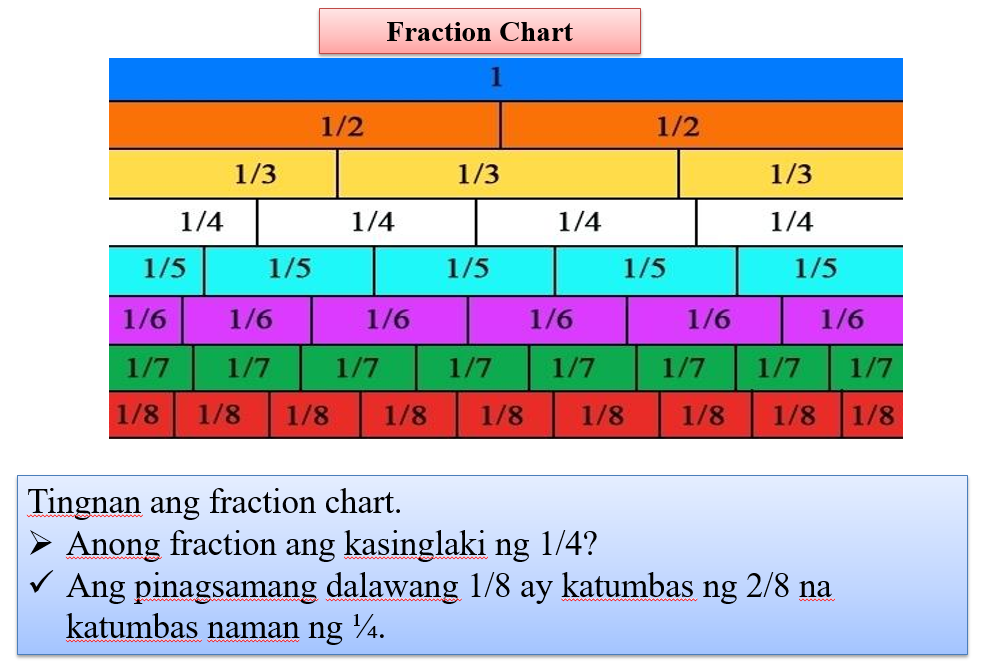 Fraction Chart
1
1/2 1/2
1/3 1/3 1/3
1/4 1/4 1/4 1/4
1/5 1/5 1/5 1/5 1/5
1/6 1/6 1/6 1/6 1/6 1/6
1/7 1/7 1/7 1/7 1/7 1/7 1/7 1/7
1/8 1/8 1/8 1/8 1/8 1/8 1/8 1/8 1/8
Tingnan ang fraction chart.
➢ Anong fraction ang kasinglaki ng 1/4?
✓ Ang pinagsamang dalawang 1/8 ay katumbas ng 2/8 na
katumbas naman ng ¼.